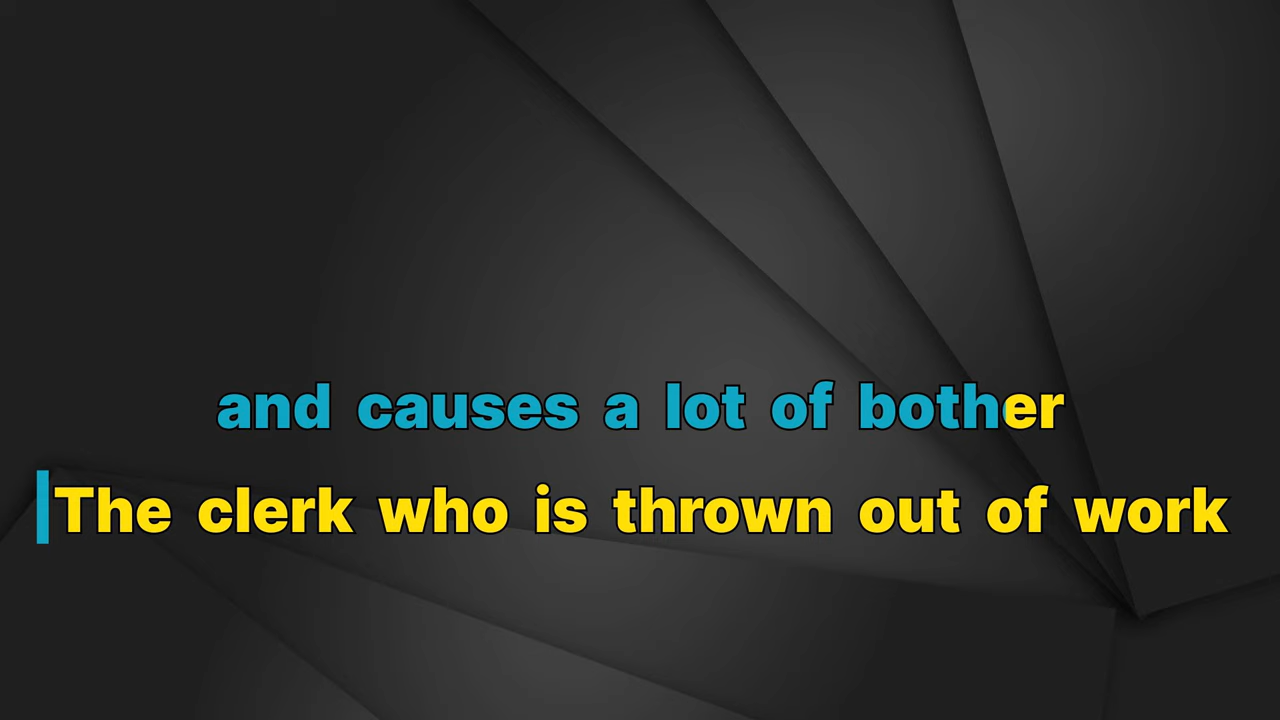 and causes a lot of bother
The clerk who is thrown out of work